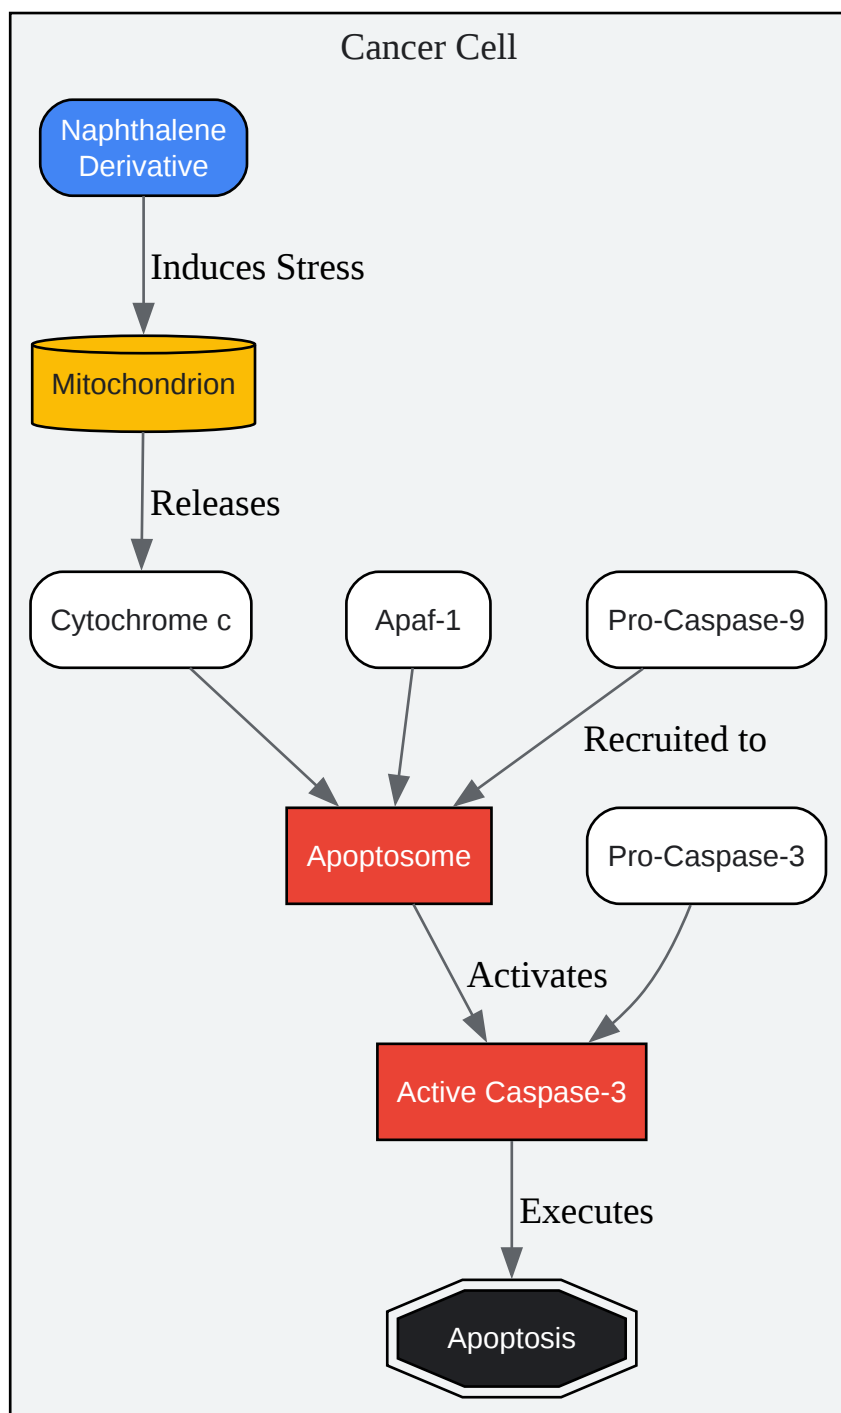 Cancer Cell
Naphthalene
Derivative
Induces Stress
Mitochondrion
Releases
Cytochrome c
Apaf-1
Pro-Caspase-9
Recruited to
Apoptosome
Pro-Caspase-3
Activates
Active Caspase-3
Executes
Apoptosis